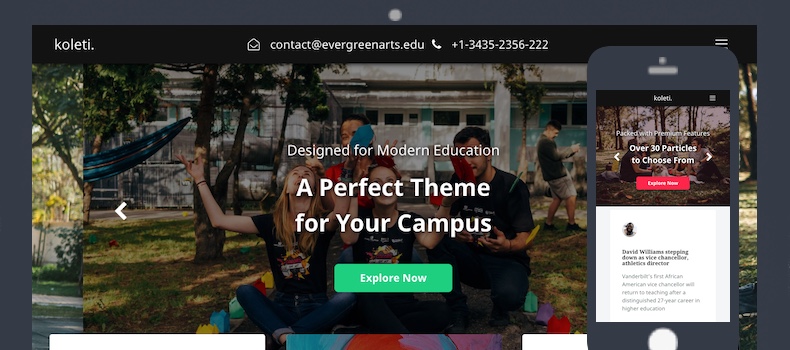 koleti.
contact@evergreenarts.edu
+1-3435-2356-222
Designed for Modern Education
A Perfect Theme
for Your Campus
Explore Now
koleti.
Packed with Premium Features
Over 30 Particles
to Choose From
Explore Now
David Williams stepping
down as vice chancellor,
athletics director
Vanderbilt's first African
American vice chancellor will
return to teaching after a
distinguished 27-year career in
higher education